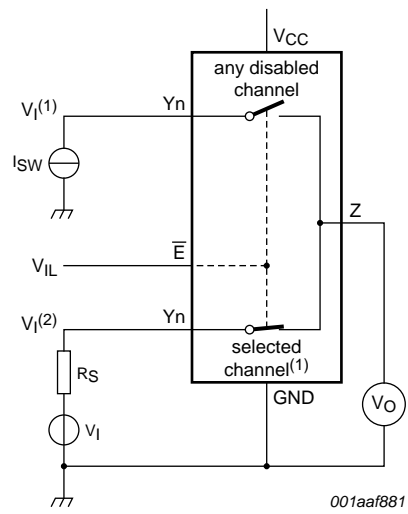 VCC
any disabled
channel
VI(1)
Yn
ISW
Z
E
VIL
VI(2)
Yn
selected
channel(1)
RS
GND
VI
VO
001aaf881